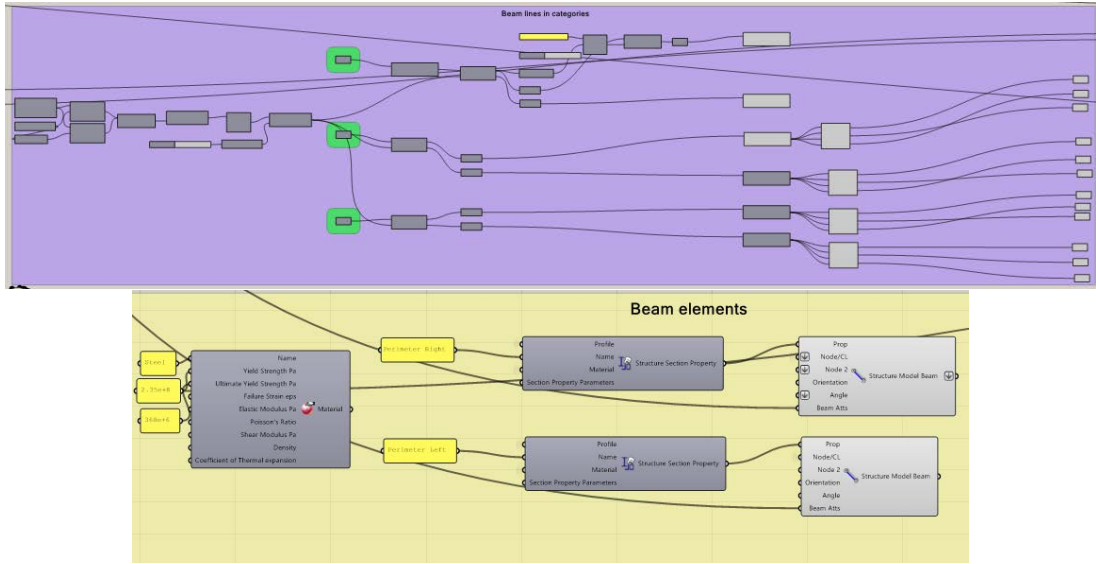 Beam lines in categories
Beam elements
Steel
2.35e+8
360e+6
Name
Yield Strength Pa
Ultimate Yield Strength Pa
Failure Strain eps
Elastic Modulus Pa
Poisson's Ratio
Shear Modulus Pa
Density
Coefficient of Thermal expansion
Material
Perimeter Right
Profile
Name
Material
Section Property Parameters
Structure Section Property
Prop
Node/CL
Node 2
Orientation
Angle
Beam Atts
Structure Model Beam
Perimeter Left
Profile
Name
Material
Section Property Parameters
Structure Section Property
Prop
Node/CL
Node 2
Orientation
Angle
Beam Atts
Structure Model Beam